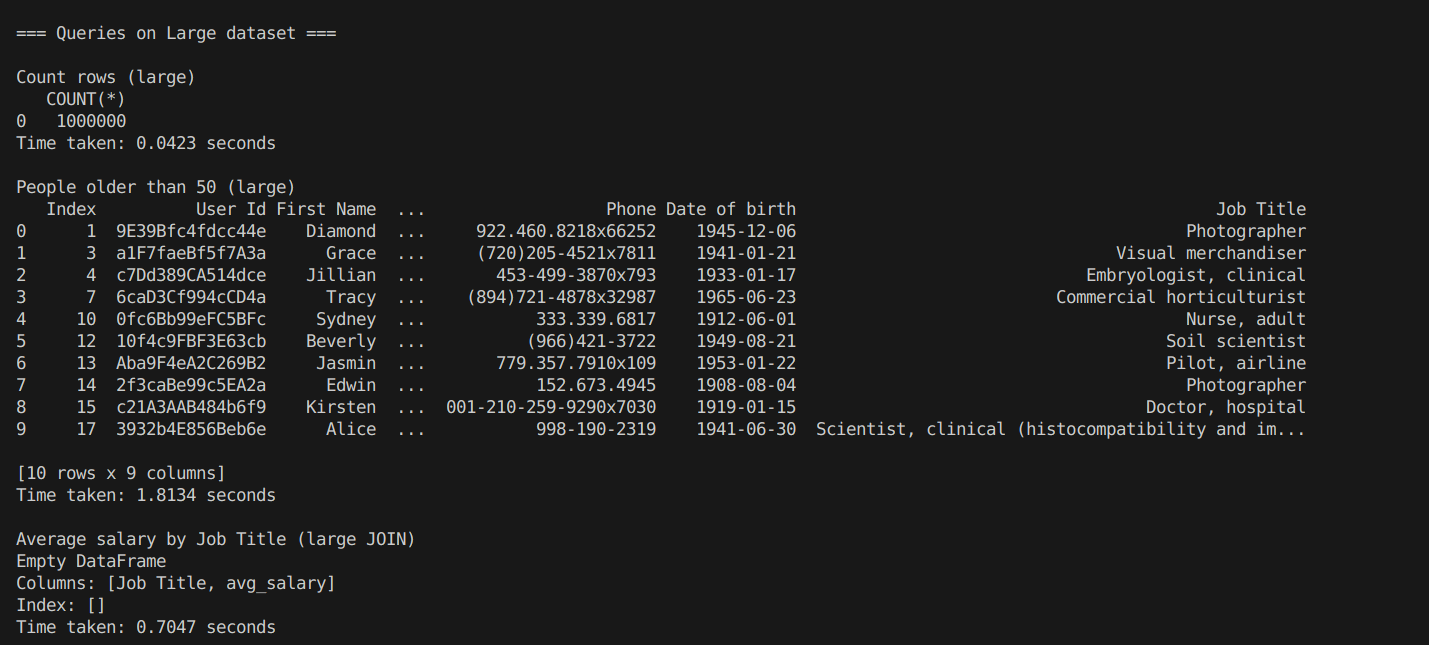 === Queries on Large dataset ===
Count rows (large)
COUNT(*)
0 1000000
Time taken: 0.0423 seconds
People older than 50 (large)
Index User Id First Name ... Phone Date of birth Job Title
0 1 9E39Bfc4fdcc44e Diamond ... 922.460.8218x66252 1945-12-06 Photographer
1 3 a1F7faeBf5f7A3a Grace ... (720)205-4521x7811 1941-01-21 Visual merchandiser
2 4 c7Dd389CA514dce Jillian ... 453-499-3870x793 1933-01-17 Embryologist, clinical
3 7 6caD3Cf994cCD4a Tracy ... (894)721-4878x32987 1965-06-23 Commercial horticulturist
4 10 0fc6Bb99eFC5BFc Sydney ... 333.339.6817 1912-06-01 Nurse, adult
5 12 10f4c9FBF3E63cb Beverly ... (966)421-3722 1949-08-21 Soil scientist
6 13 Aba9F4eA2C269B2 Jasmin ... 779.357.7910x109 1953-01-22 Pilot, airline
7 14 2f3caBe99c5EA2a Edwin ... 152.673.4945 1908-08-04 Photographer
8 15 c21A3AAB484b6f9 Kirsten ... 001-210-259-9290x7030 1919-01-15 Doctor, hospital
9 17 3932b4E856Beb6e Alice ... 998-190-2319 1941-06-30 Scientist, clinical (histocompatibility and im...
[10 rows x 9 columns]
Time taken: 1.8134 seconds
Average salary by Job Title (large JOIN)
Empty DataFrame
Columns: [Job Title, avg_salary]
Index: []
Time taken: 0.7047 seconds